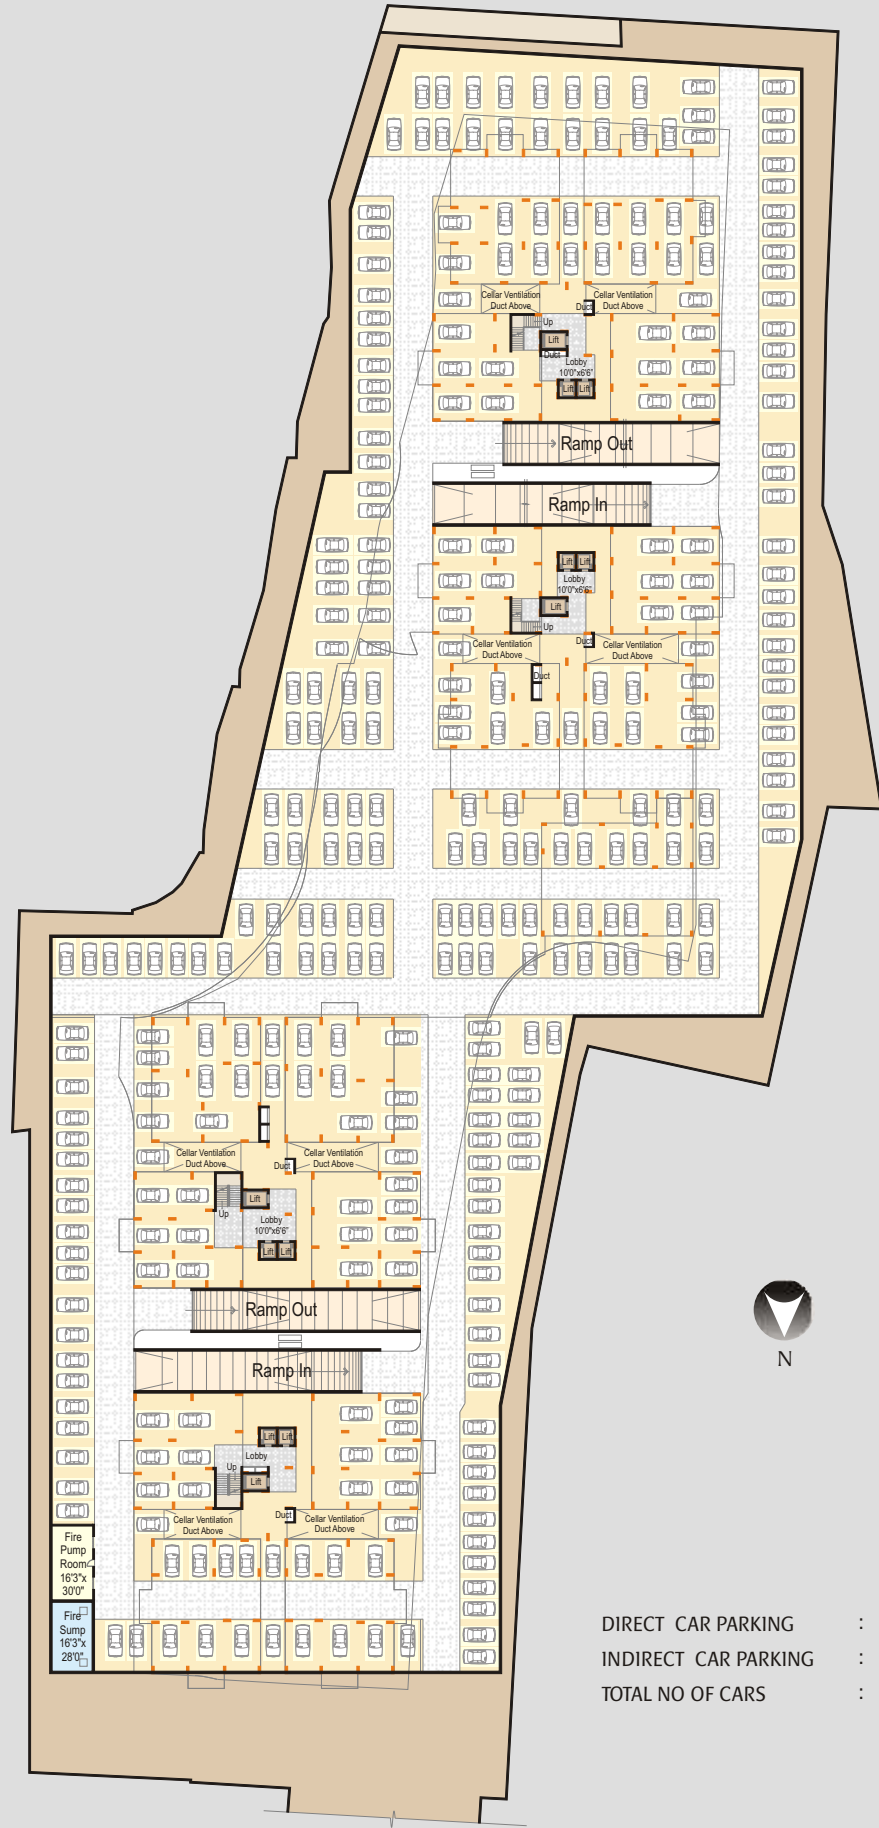 Cellar Ventilation
Duct Above
Cellar Ventilation
Duct Above
Duct
Up
Lift
Duct
Lobby
10'0"x6'6"
Lift
Lift
Ramp Out
Ramp In
Lift
Lift
Lobby
10'0"x6'6"
Lift
Up
Duct
Cellar Ventilation
Duct Above
Cellar Ventilation
Duct Above
Duct
Cellar Ventilation
Duct Above
Cellar Ventilation
Duct Above
Duct
Lift
Up
Lobby
10'0"x6'6"
Lift
Lift
Ramp Out
Ramp In
N
Lift
Lift
Lobby
Up
Lift
Duct
Cellar Ventilation
Duct Above
Cellar Ventilation
Duct Above
Fire
Pump
Room
16'3"x
30'0"
Fire
Sump
16'3"x
28'0"
DIRECT CAR PARKING :
INDIRECT CAR PARKING :
TOTAL NO OF CARS :